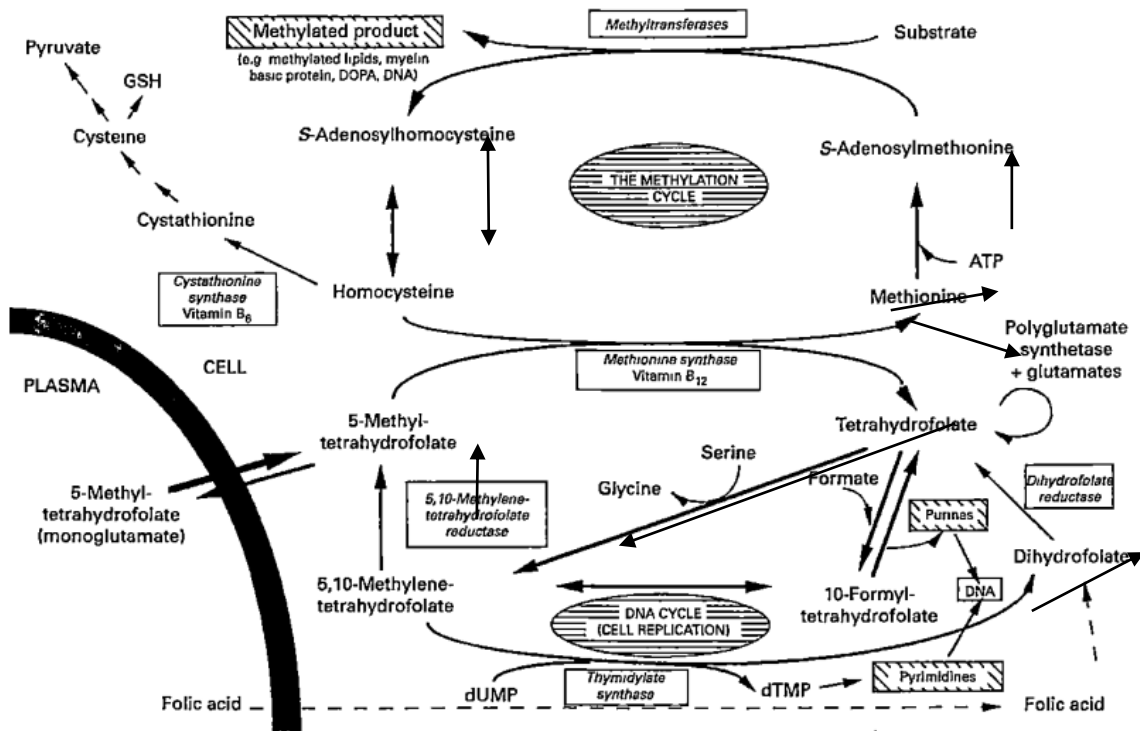 Methylated product
(e.g methylated lipids, myelin
basic protein, DOPA, DNA)
Methyltransferases
Substrate
Pyruvate
GSH
Cysteine
S-Adenosylhomocysteine
S-Adenosylmethionine
THE METHYLATION
CYCLE
Cystathionine
ATP
Cystathionine
synthase
Vitamin B6
Homocysteine
Methionine
Polyglutamate
synthetase
+ glutamates
Methionine synthase
Vitamin B12
CELL
PLASMA
5-Methyl-
tetrahydrofolate
Tetrahydrofolate
Serine
Glycine
Formate
Dihydrofolate
reductase
5-Methyl-
tetrahydrofolate
(monoglutamate)
5,10-Methylene-
tetrahydrofolate
reductase
Purinas
Dihydrofolate
5,10-Methylene-
tetrahydrofolate
10-Formyl-
tetrahydrofolate
DNA
DNA CYCLE
(CELL REPLICATION)
Thymidylate
synthase
dUMP
dTMP
Pyrimidines
Folic acid
Folic acid